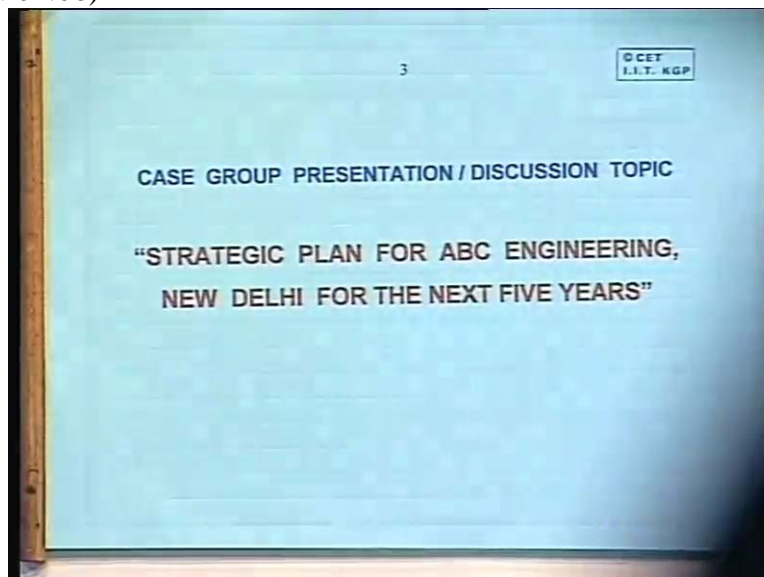 3
© CET
I.I.T. KGP
CASE GROUP PRESENTATION / DISCUSSION TOPIC
“STRATEGIC PLAN FOR ABC ENGINEERING,
NEW DELHI FOR THE NEXT FIVE YEARS”